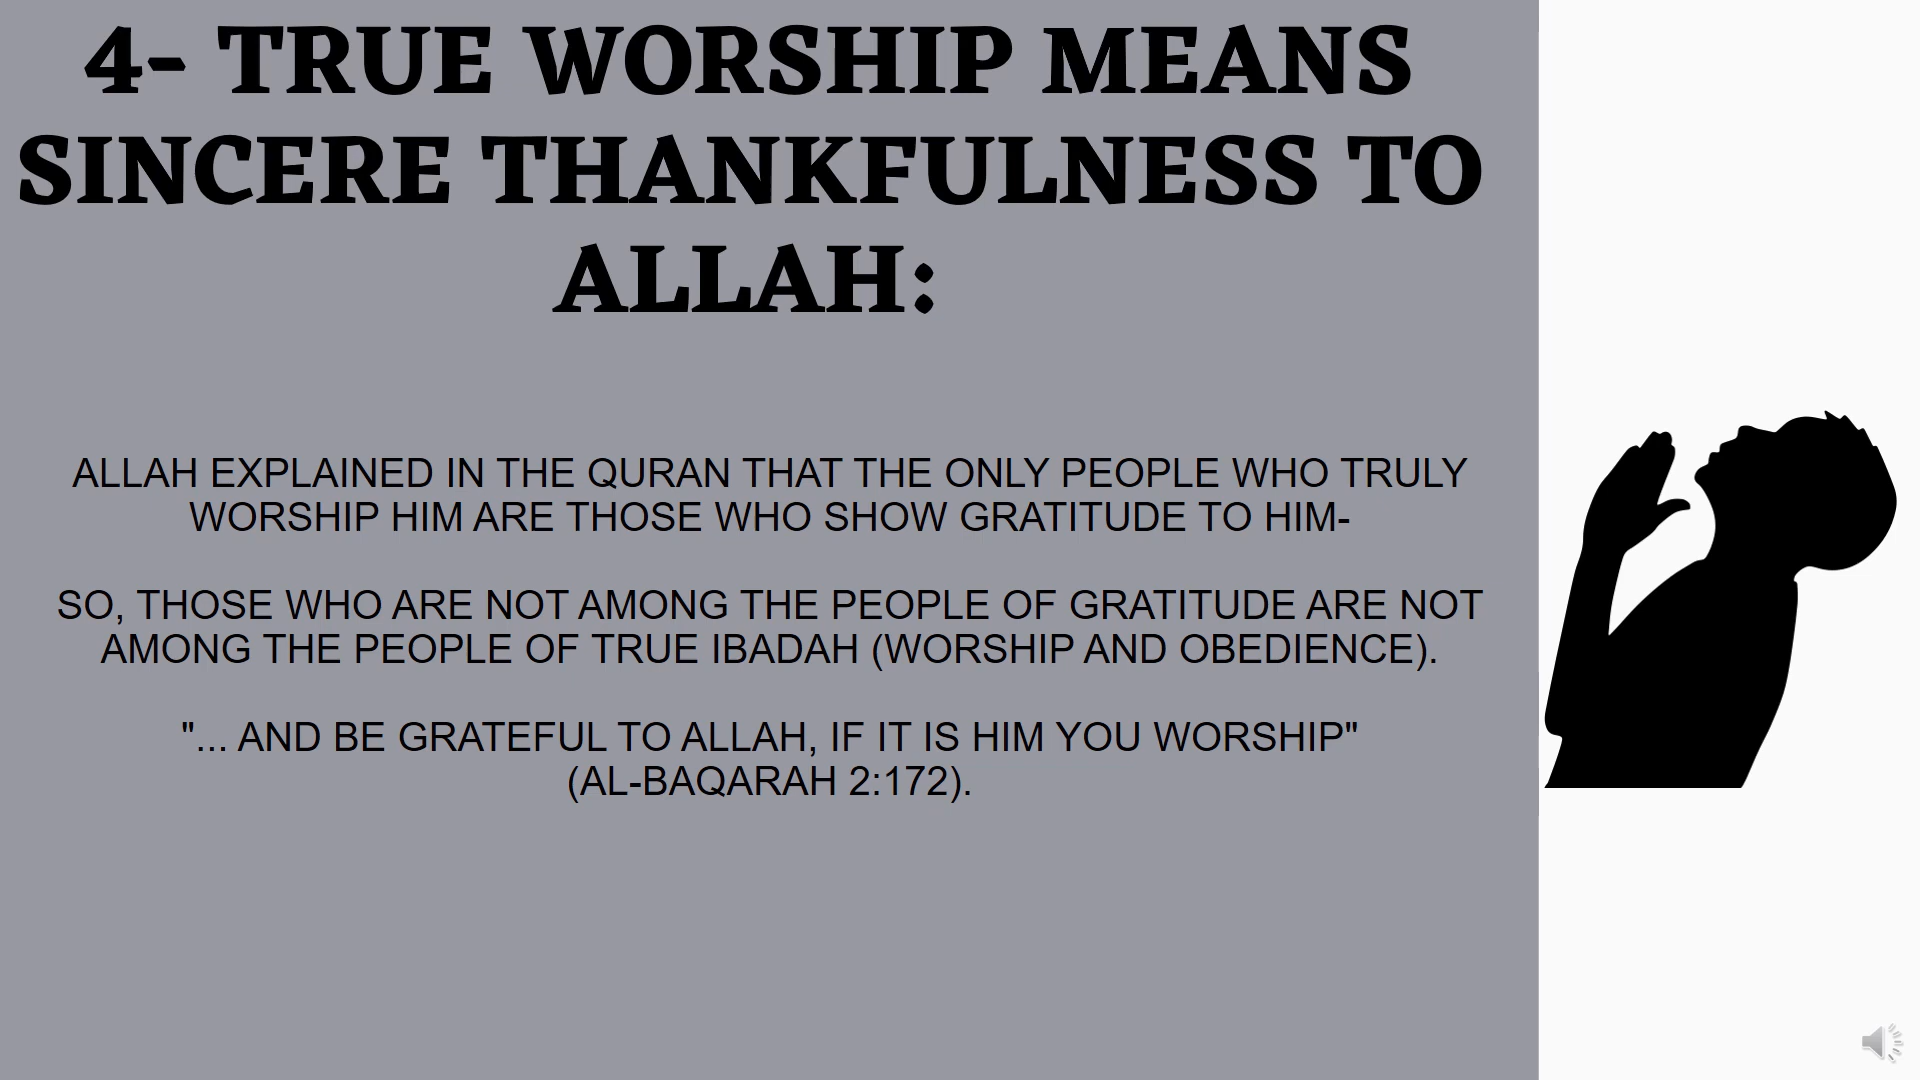 4- TRUE WORSHIP MEANS
SINCERE THANKFULNESS TO
ALLAH:
ALLAH EXPLAINED IN THE QURAN THAT THE ONLY PEOPLE WHO TRULY
WORSHIP HIM ARE THOSE WHO SHOW GRATITUDE TO HIM-
SO, THOSE WHO ARE NOT AMONG THE PEOPLE OF GRATITUDE ARE NOT
AMONG THE PEOPLE OF TRUE IBADAH (WORSHIP AND OBEDIENCE).
"... AND BE GRATEFUL TO ALLAH, IF IT IS HIM YOU WORSHIP"
(AL-BAQARAH 2:172).